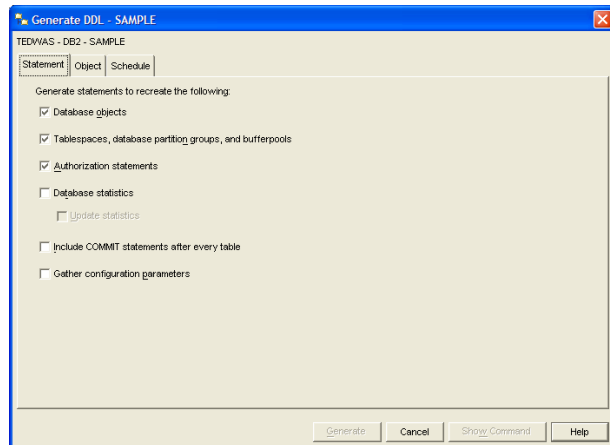 Generate DDL - SAMPLE
TEDWAS - DB2 - SAMPLE
Statement Object Schedule
Generate statements to recreate the following:
Database objects
Tablespaces, database partition groups, and bufferpools
Authorization statements
Database statistics
Update statistics
Include COMMIT statements after every table
Gather configuration parameters
Generate Cancel Show Command Help